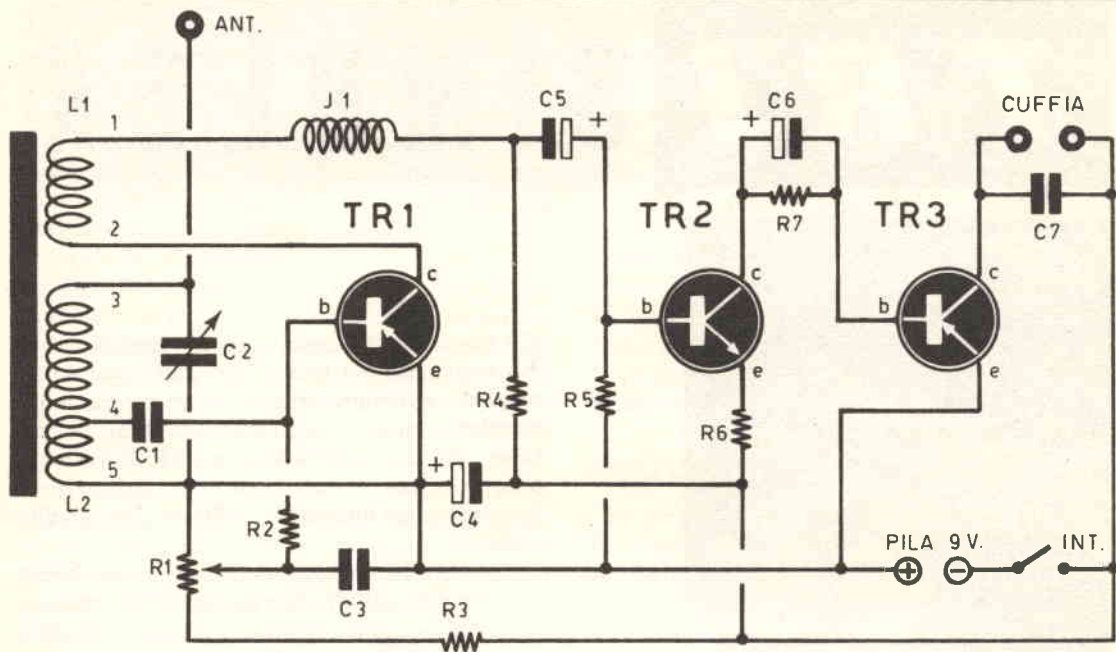 ANT.
L1
1
J1
C5
+
+
C6
CUFFIA
2
TR1
TR2
R7
TR3
C7
c
c
c
3
b
b
b
C2
e
e
e
4
R4
R5
R6
C1
+
5
L2
C4
R2
PILA 9 V.
INT.
R1
+
−
C3
R3